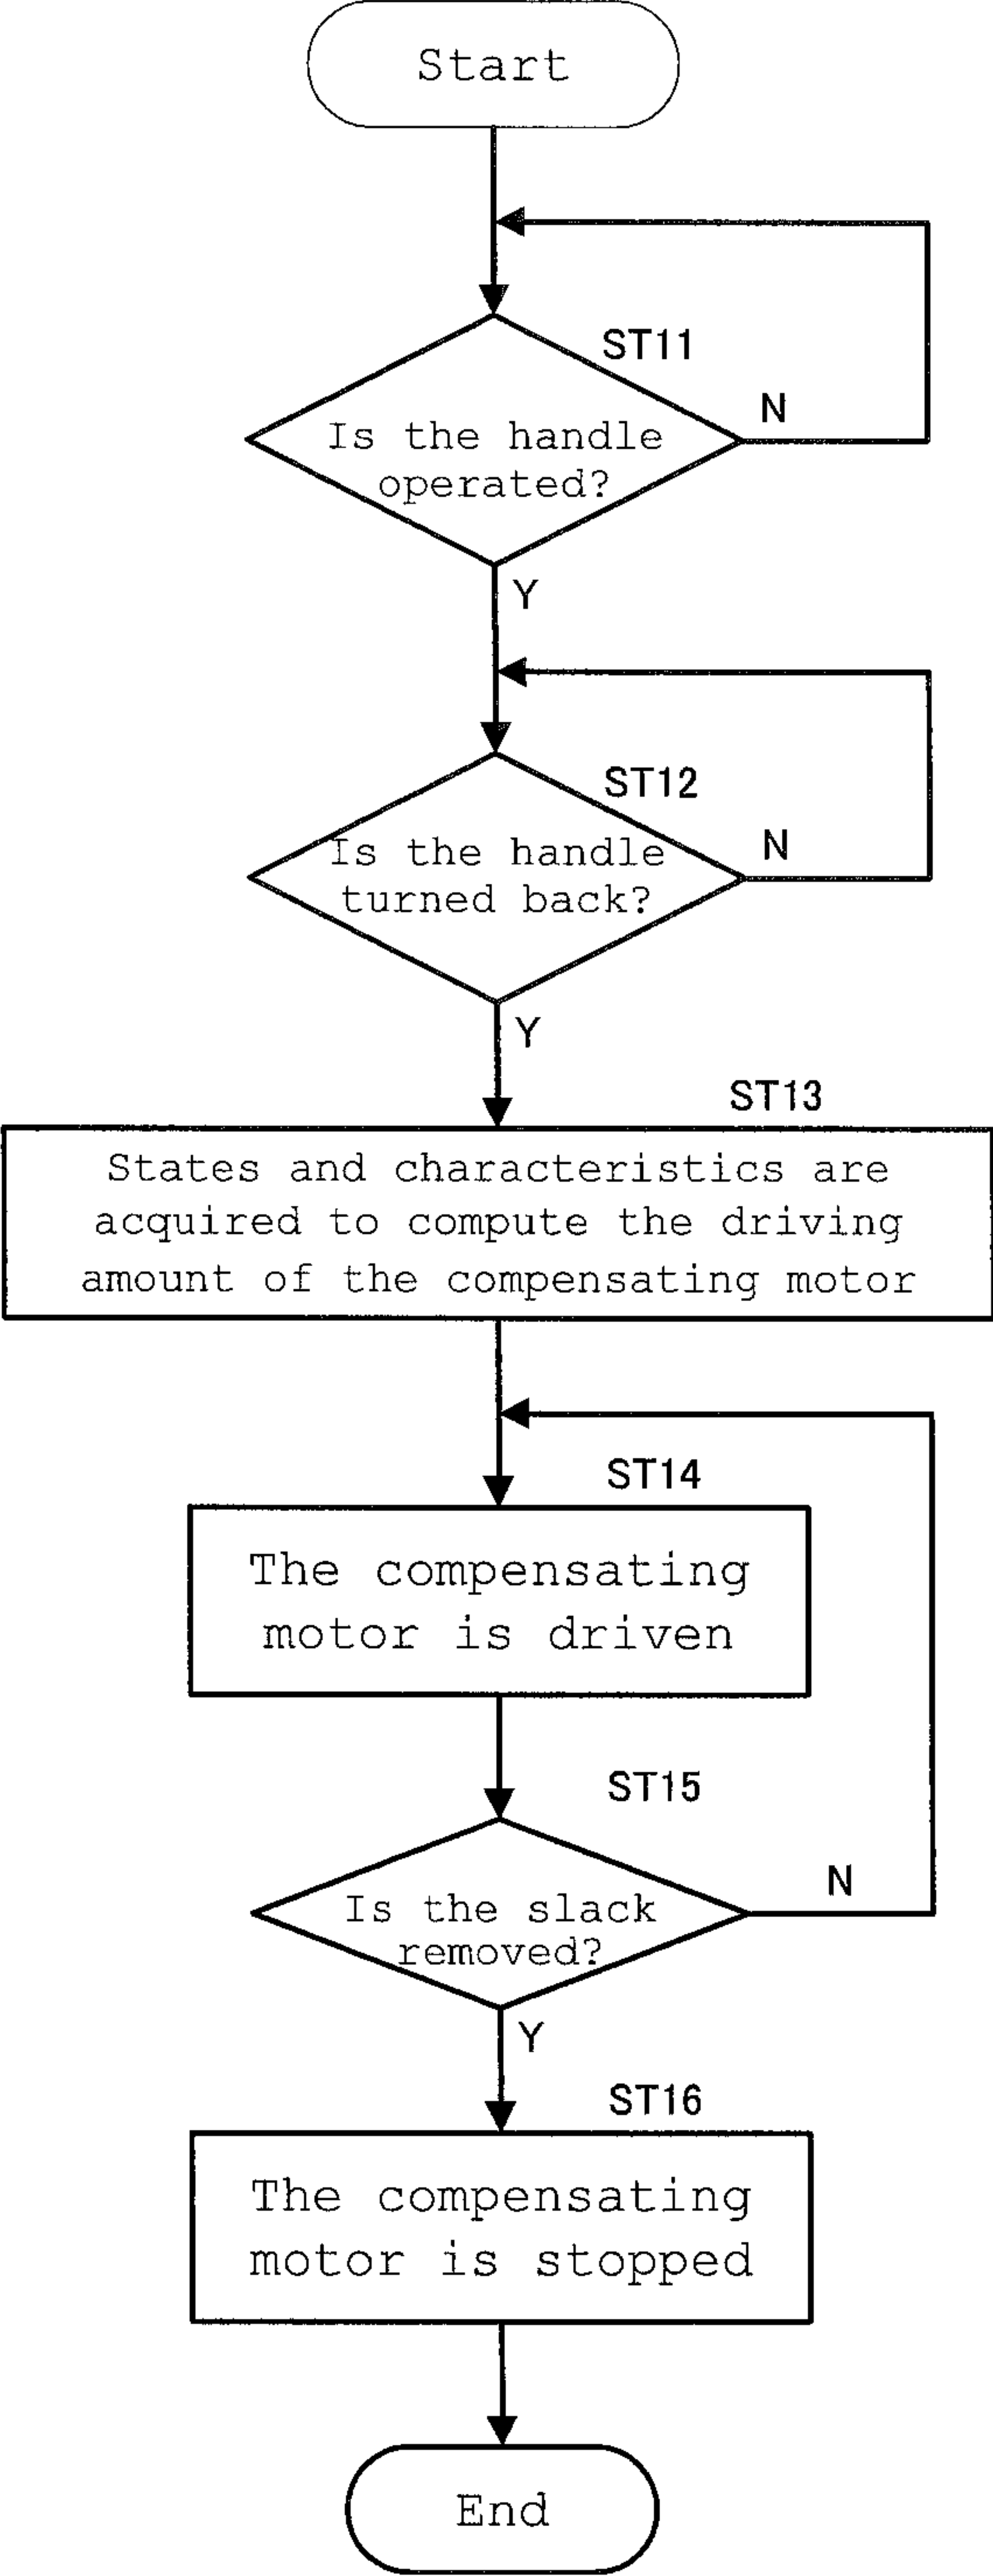 Start
ST11
N
Is the handle
operated?
Y
ST12
N
Is the handle
turned back?
Y
ST13
States and characteristics are
acquired to compute the driving
amount of the compensating motor
ST14
The compensating
motor is driven
ST15
N
Is the slack
removed?
Y
ST16
The compensating
motor is stopped
End